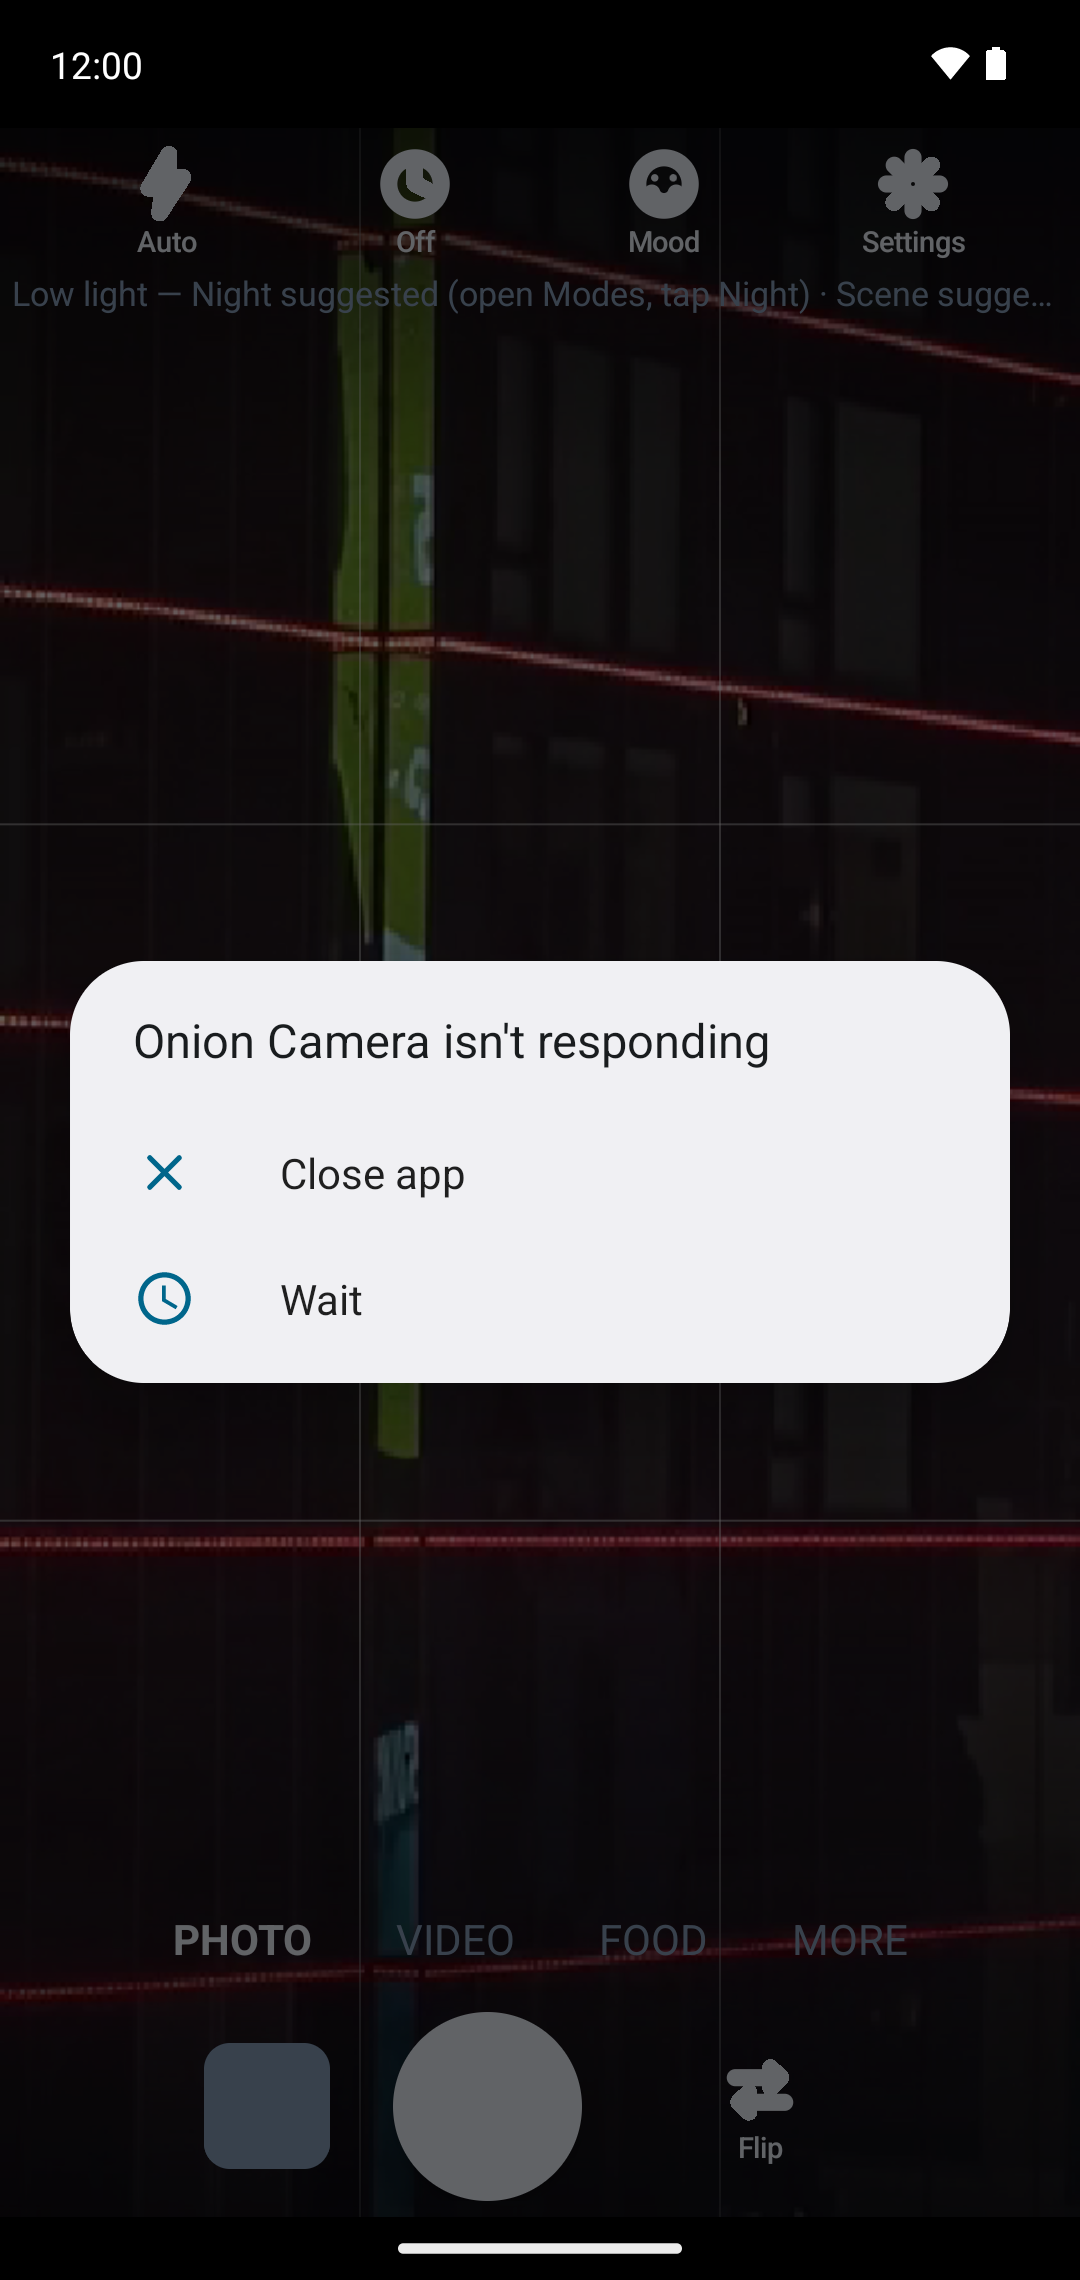 12:00
Auto
Off
Mood
Settings
Low light — Night suggested (open Modes, tap Night) · Scene sugge…
Onion Camera isn't responding
Close app
Wait
PHOTO
VIDEO
FOOD
MORE
Flip